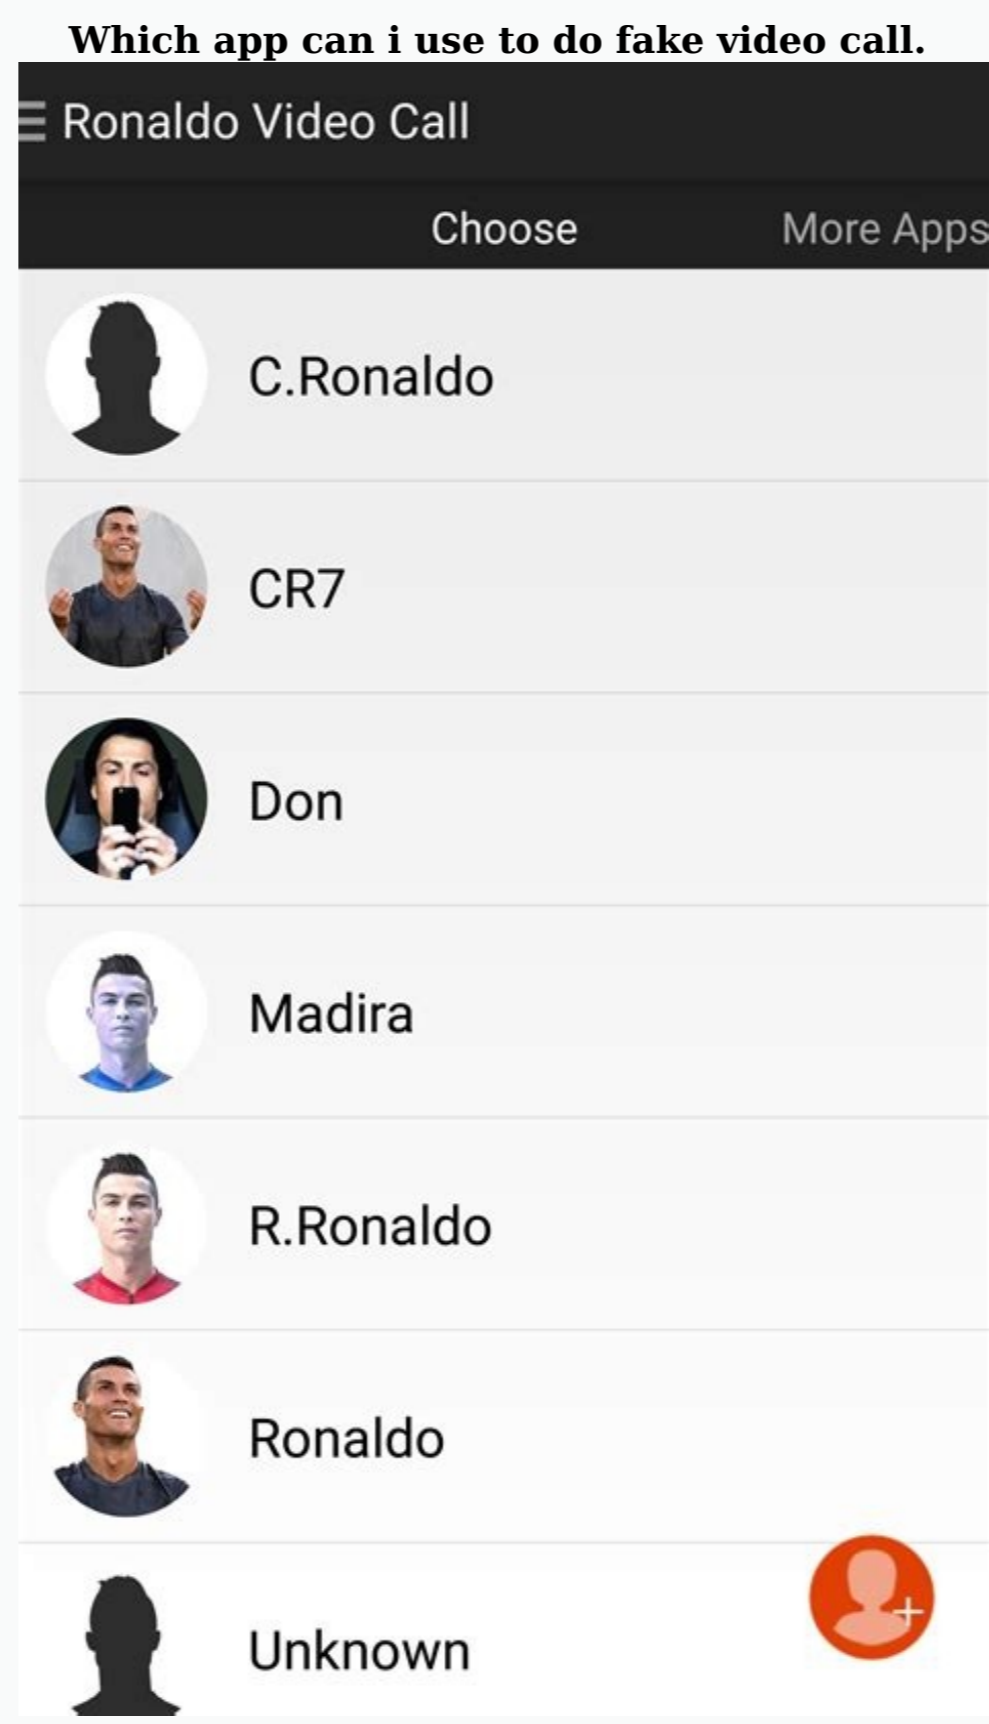 Which app can i use to do fake video call.
Ronaldo Video Call
Choose More Apps
C.Ronaldo
CR7
Don
Madira
R.Ronaldo
Ronaldo
Unknown